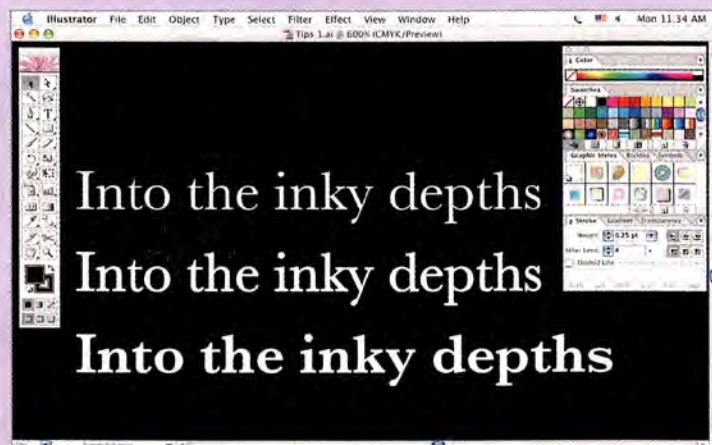 Illustrator File Edit Object Type Select Filter Effect View Window Help Mon 11.34 AM
Tips 1.ai @ 600% (CMYK/Preview)
Color
Swatches
Graphic Styles Brushes Symbols
Stroke Gradient Transparency
Weight: 0.25 pt
Miter Limit: 4
Dashed Line
Into the inky depths
Into the inky depths
Into the inky depths